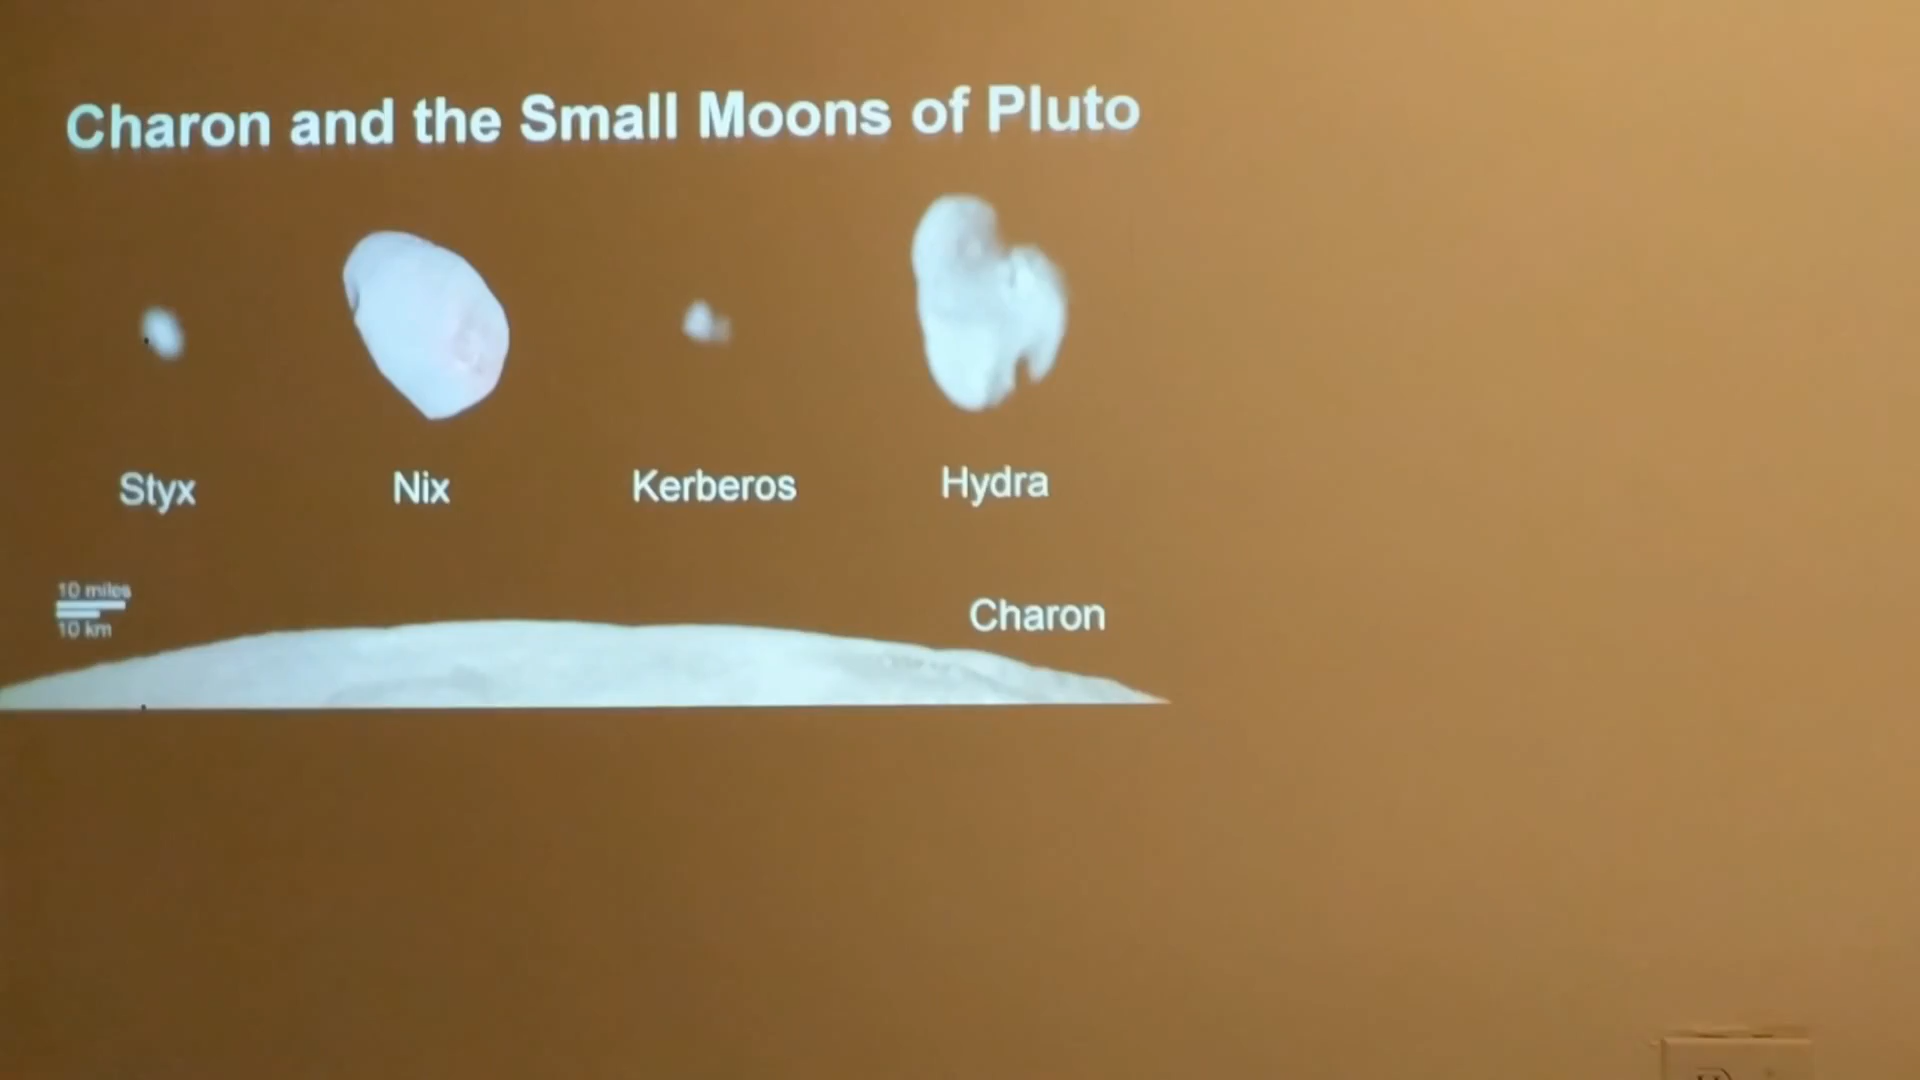 Charon and the Small Moons of Pluto
Styx
Nix
Kerberos
Hydra
10 miles
10 km
Charon